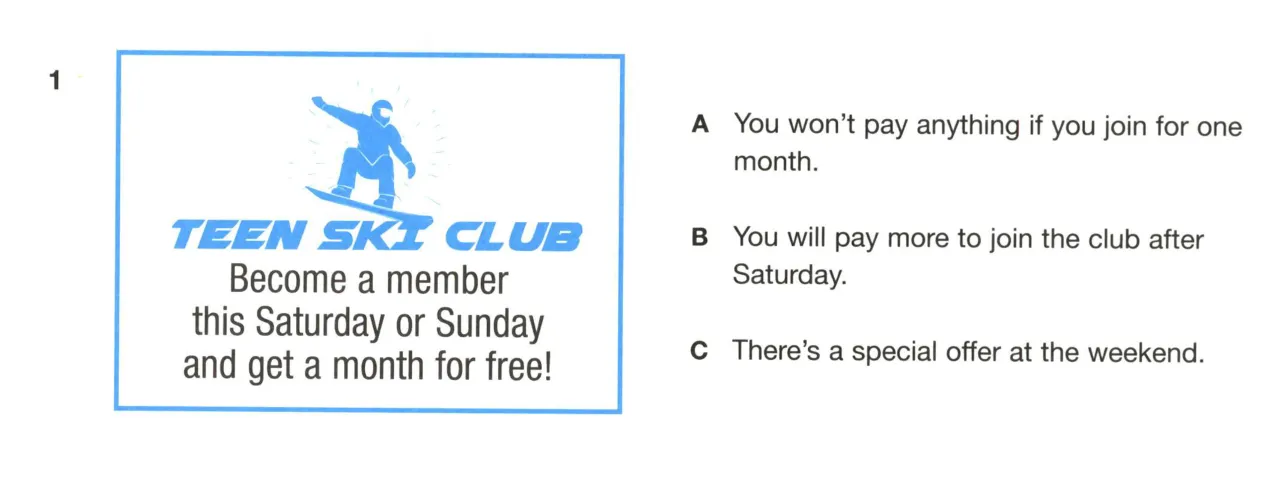 1
TEEN SKI CLUB
Become a member
this Saturday or Sunday
and get a month for free!
A You won't pay anything if you join for one
month.
B You will pay more to join the club after
Saturday.
C There's a special offer at the weekend.